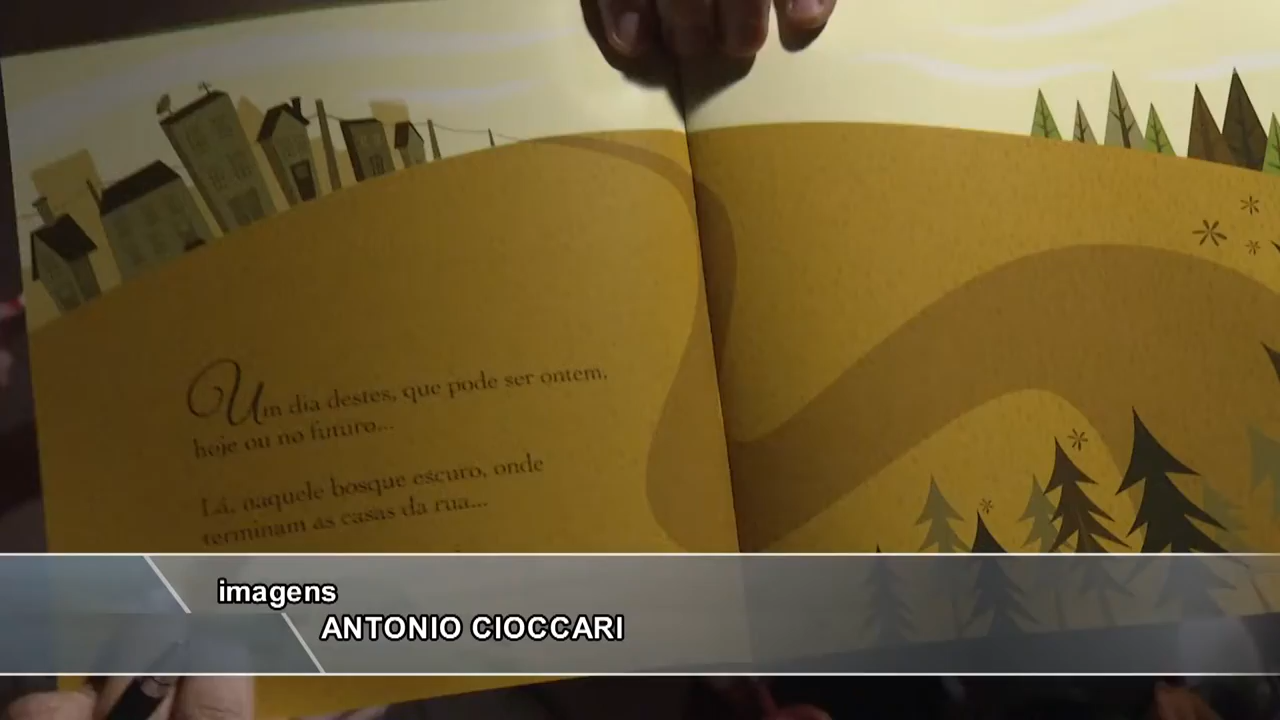 Um dia destes, que pode ser ontem,
hoje ou no futuro...
Lá, naquele bosque escuro, onde
terminam as casas da rua...
imagens
ANTONIO CIOCCARI